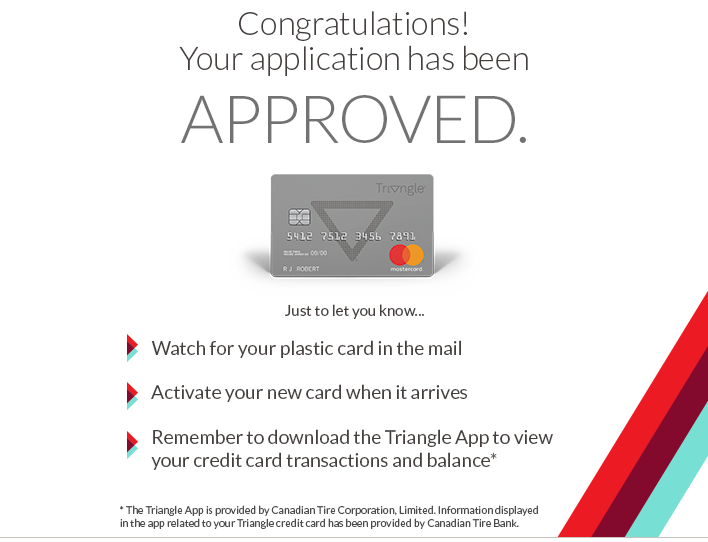 Congratulations!
Your application has been
APPROVED.
Triangle
5412 7512 3456 7891
00/00
R J ROBERT
mastercard
Just to let you know...
Watch for your plastic card in the mail
Activate your new card when it arrives
Remember to download the Triangle App to view
your credit card transactions and balance*
* The Triangle App is provided by Canadian Tire Corporation, Limited. Information displayed
in the app related to your Triangle credit card has been provided by Canadian Tire Bank.